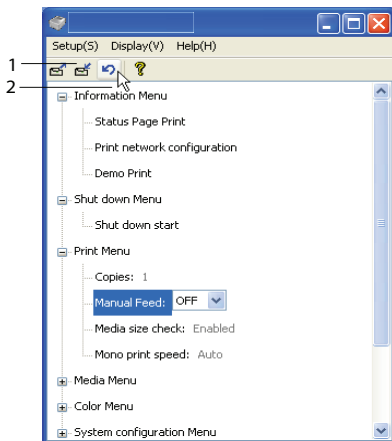 Setup(S) Display(V) Help(H)
1
2
Information Menu
Status Page Print
Print network configuration
Demo Print
Shut down Menu
Shut down start
Print Menu
Copies: 1
Manual Feed: OFF
Media size check: Enabled
Mono print speed: Auto
Media Menu
Color Menu
System configuration Menu